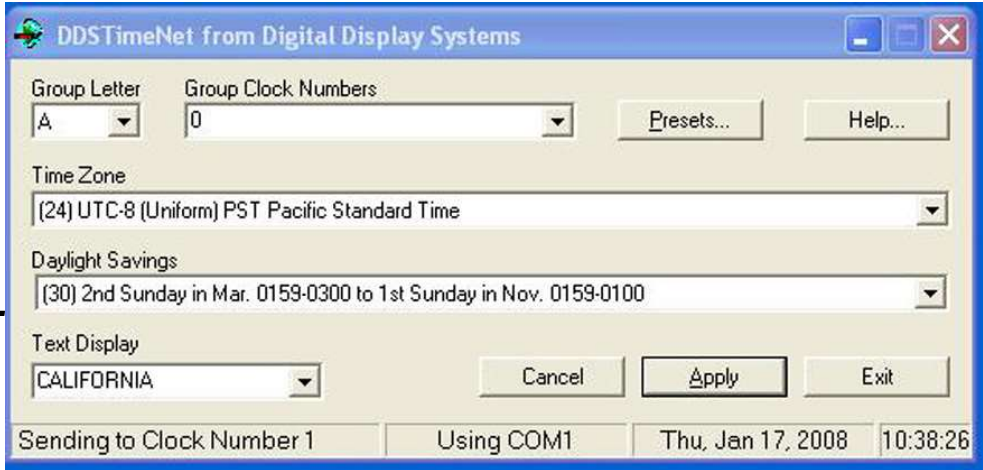 DDSTimeNet from Digital Display Systems
Group Letter Group Clock Numbers
A 0 Presets... Help...
Time Zone
(24) UTC-8 (Uniform) PST Pacific Standard Time
Daylight Savings
(30) 2nd Sunday in Mar. 0159-0300 to 1st Sunday in Nov. 0159-0100
Text Display
CALIFORNIA Cancel Apply Exit
Sending to Clock Number 1 Using COM1 Thu, Jan 17, 2008 10:38:26